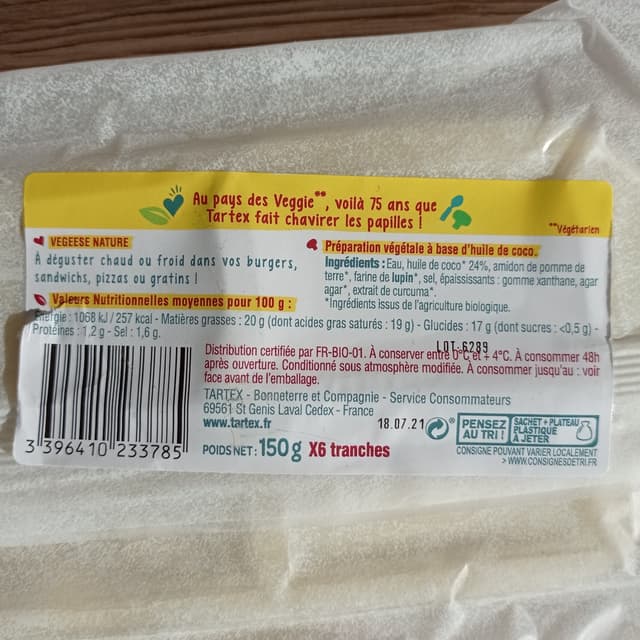 Au pays des Veggie**, voilà 75 ans que
Tartex fait chavirer les papilles !
**Végétarien
VEGEESE NATURE
À déguster chaud ou froid dans vos burgers,
sandwichs, pizzas ou gratins !
Préparation végétale à base d'huile de coco.
Ingrédients : Eau, huile de coco* 24%, amidon de pomme de
terre*, farine de lupin*, sel, épaississants : gomme xanthane, agar
agar*, extrait de curcuma*.
*Ingrédients issus de l'agriculture biologique.
Valeurs Nutritionnelles moyennes pour 100 g :
Énergie : 1068 kJ / 257 kcal - Matières grasses : 20 g (dont acides gras saturés : 19 g) - Glucides : 17 g (dont sucres : <0,5 g) -
Protéines : 1,2 g - Sel : 1,6 g.
LOT 6289
Distribution certifiée par FR-BIO-01. À conserver entre 0°C et + 4°C. À consommer 48h
après ouverture. Conditionné sous atmosphère modifiée. À consommer jusqu'au : voir
face avant de l'emballage.
TARTEX - Bonneterre et Compagnie - Service Consommateurs
69561 St Genis Laval Cedex - France
www.tartex.fr
18.07.21
PENSEZ
AU TRI !
SACHET + PLATEAU
PLASTIQUE
À JETER
CONSIGNE POUVANT VARIER LOCALEMENT
> WWW.CONSIGNESDETRI.FR
POIDS NET : 150 g X6 tranches
3 396410 233785